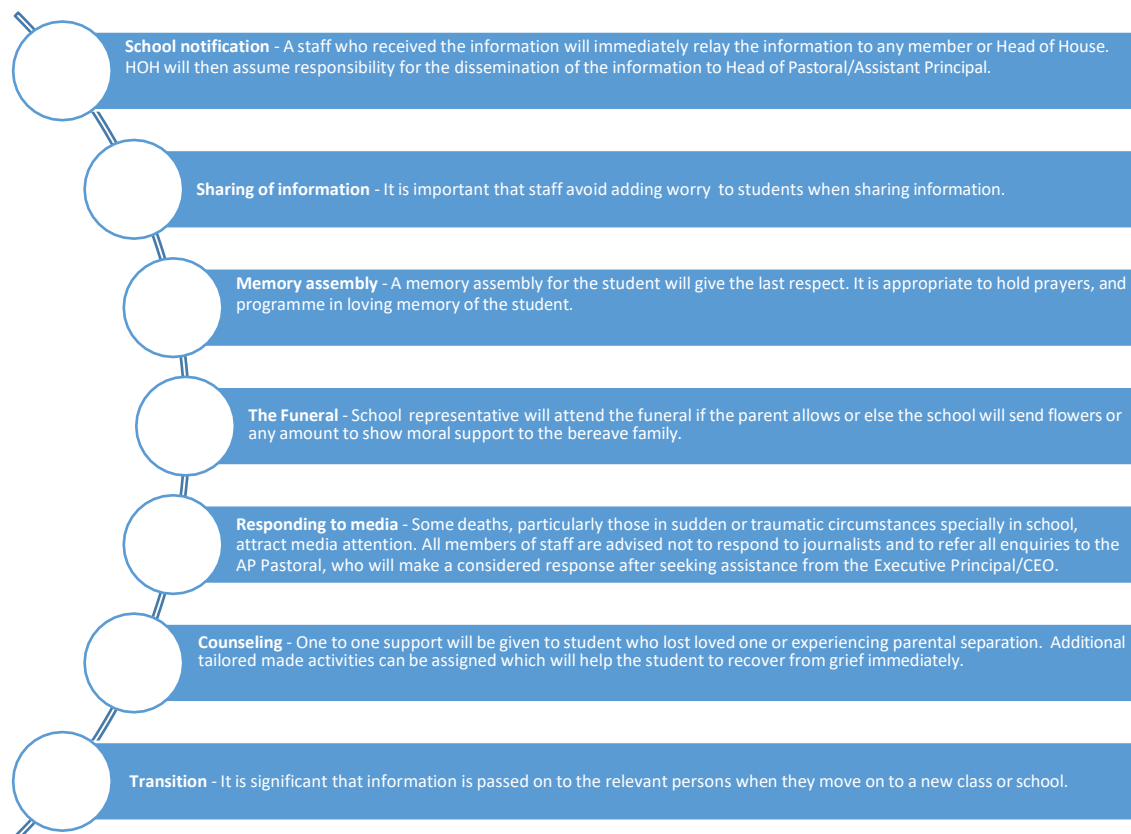 School notification - A staff who received the information will immediately relay the information to any member or Head of House.
HOH will then assume responsibility for the dissemination of the information to Head of Pastoral/Assistant Principal.
Sharing of information - It is important that staff avoid adding worry to students when sharing information.
Memory assembly - A memory assembly for the student will give the last respect. It is appropriate to hold prayers, and
programme in loving memory of the student.
The Funeral - School representative will attend the funeral if the parent allows or else the school will send flowers or
any amount to show moral support to the bereave family.
Responding to media - Some deaths, particularly those in sudden or traumatic circumstances specially in school,
attract media attention. All members of staff are advised not to respond to journalists and to refer all enquiries to the
AP Pastoral, who will make a considered response after seeking assistance from the Executive Principal/CEO.
Counseling - One to one support will be given to student who lost loved one or experiencing parental separation. Additional
tailored made activities can be assigned which will help the student to recover from grief immediately.
Transition - It is significant that information is passed on to the relevant persons when they move on to a new class or school.